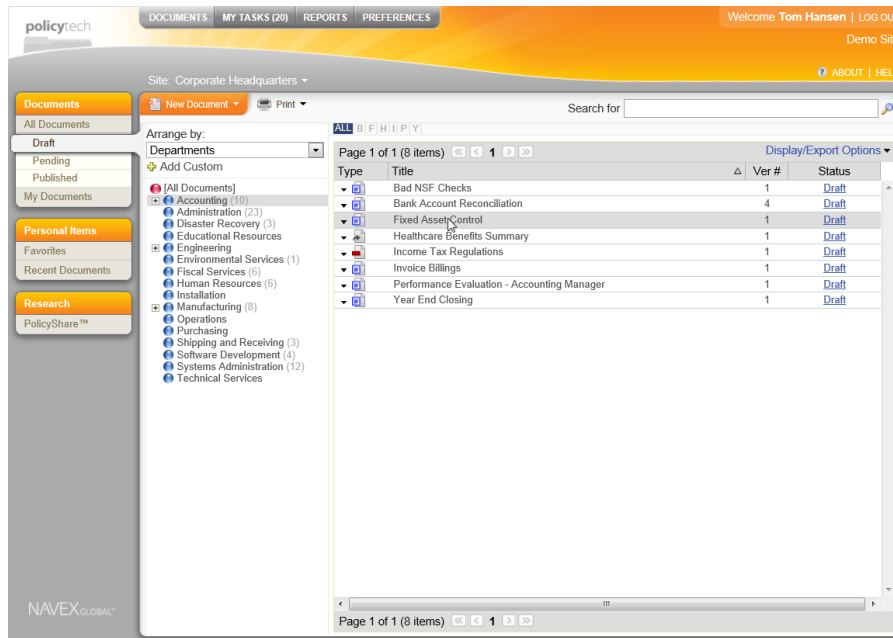 policytech
DOCUMENTS MY TASKS (20) REPORTS PREFERENCES
Welcome Tom Hansen | LOG OU
Demo Sit
ABOUT | HEL
Site: Corporate Headquarters
Documents
All Documents
Draft
Pending
Published
My Documents
Personal Items
Favorites
Recent Documents
Research
PolicyShare™
NAVEX GLOBAL
New Document Print
Search for
Arrange by:
Departments
Add Custom
[All Documents]
Accounting (10)
Administration (23)
Disaster Recovery (3)
Educational Resources
Engineering
Environmental Services (1)
Fiscal Services (6)
Human Resources (6)
Installation
Manufacturing (8)
Operations
Purchasing
Shipping and Receiving (3)
Software Development (4)
Systems Administration (12)
Technical Services
ALL B F H I P Y
Page 1 of 1 (8 items) 1 Display/Export Options
Type Title Ver # Status
Bad NSF Checks 1 Draft
Bank Account Reconciliation 4 Draft
Fixed Asset Control 1 Draft
Healthcare Benefits Summary 1 Draft
Income Tax Regulations 1 Draft
Invoice Billings 1 Draft
Performance Evaluation - Accounting Manager 1 Draft
Year End Closing 1 Draft
Page 1 of 1 (8 items) 1